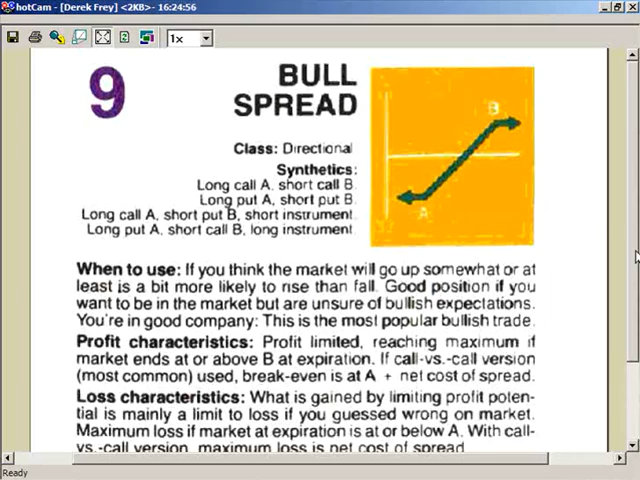 hotCam - [Derek Frey] <2KB> - 16:24:56
1x
9
BULL
SPREAD
Class: Directional
Synthetics:
Long call A, short call B.
Long put A, short put B.
Long call A, short put B, short instrument.
Long put A, short call B, long instrument.
B
A
When to use: If you think the market will go up somewhat or at
least is a bit more likely to rise than fall. Good position if you
want to be in the market but are unsure of bullish expectations.
You're in good company: This is the most popular bullish trade.
Profit characteristics: Profit limited, reaching maximum if
market ends at or above B at expiration. If call-vs.-call version
(most common) used, break-even is at A + net cost of spread.
Loss characteristics: What is gained by limiting profit poten-
tial is mainly a limit to loss if you guessed wrong on market.
Maximum loss if market at expiration is at or below A. With call-
vs.-call version, maximum loss is net cost of spread.
Ready